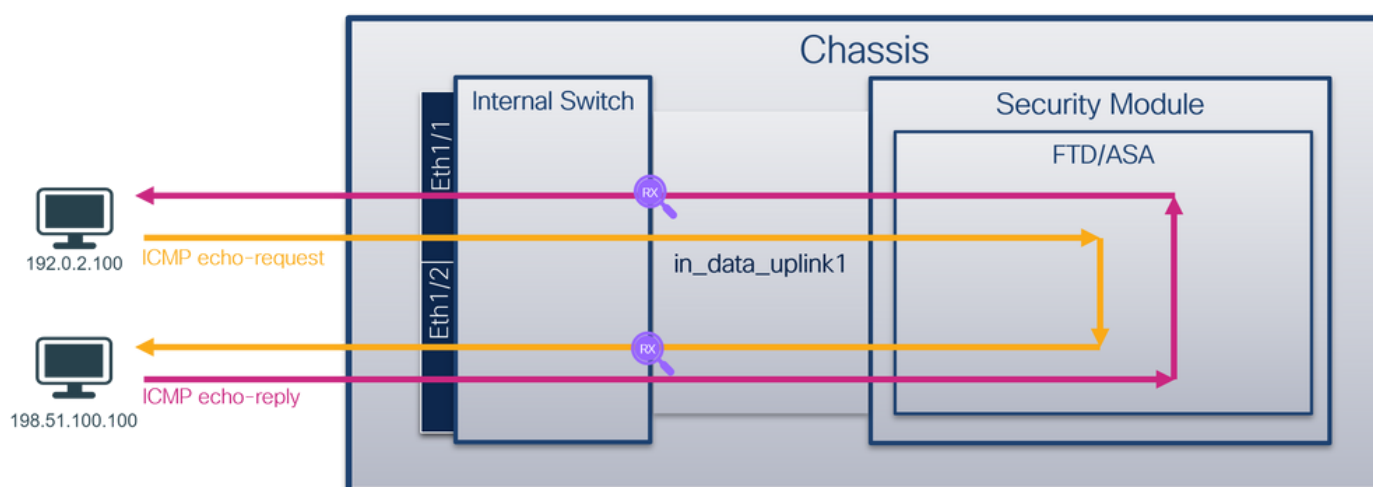 Chassis
Internal Switch
Security Module
FTD/ASA
Eth1/1
RX
192.0.2.100
ICMP echo-request
in_data_uplink1
Eth1/2
RX
198.51.100.100
ICMP echo-reply